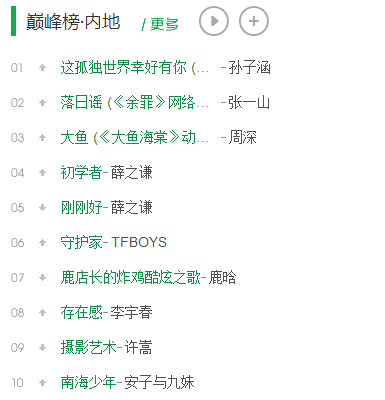 巅峰榜·内地 / 更多
01 这孤独世界幸好有你 (... - 孙子涵
02 落日谣 (《余罪》网络... - 张一山
03 大鱼 (《大鱼海棠》动... - 周深
04 初学者- 薛之谦
05 刚刚好- 薛之谦
06 守护家- TFBOYS
07 鹿店长的炸鸡酷炫之歌- 鹿晗
08 存在感- 李宇春
09 摄影艺术- 许嵩
10 南海少年- 安子与九妹